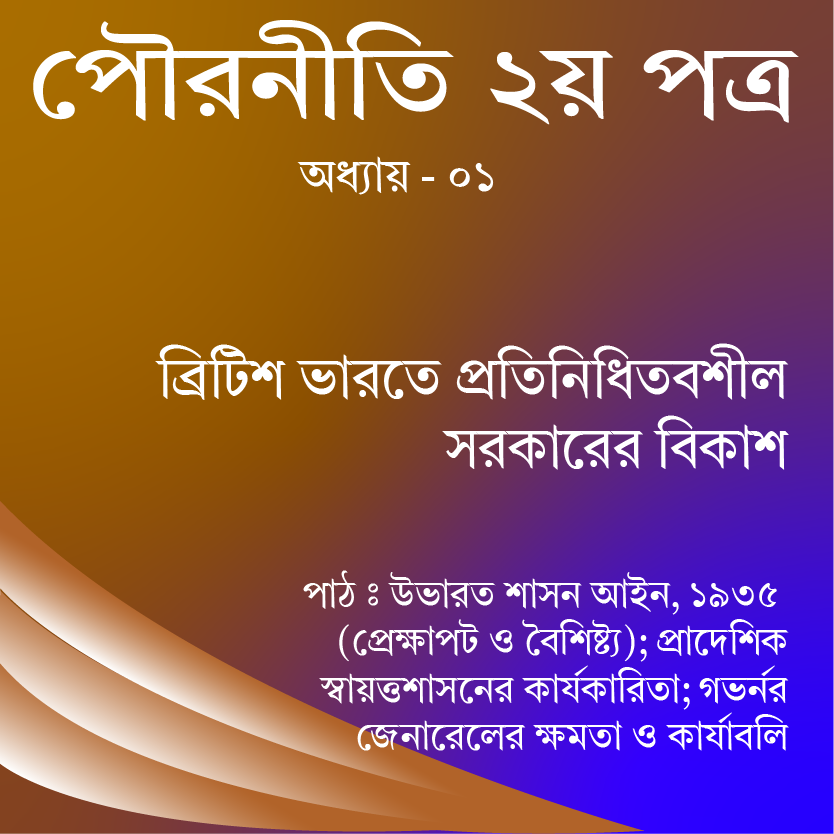 পৌরনীতি ২য় পত্র
অধ্যায় - ০১
ব্রিটিশ ভারতে প্রতিনিধিতবশীল
সরকারের বিকাশ
পাঠ ঃ উভারত শাসন আইন, ১৯৩৫
(প্রেক্ষাপট ও বৈশিষ্ট্য); প্রাদেশিক
স্বায়ত্তশাসনের কার্যকারিতা; গভর্নর
জেনারেলের ক্ষমতা ও কার্যাবলি